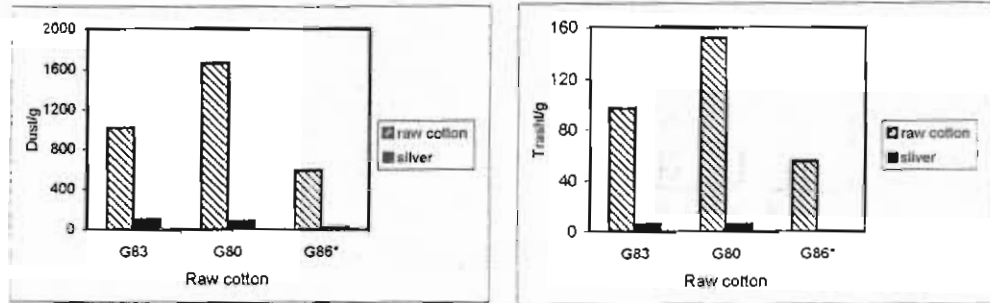 2000
1600
1200
800
400
0
Dust/g
G83
G80
G86*
Raw cotton
raw cotton
silver
160
120
80
40
0
Trasht/g
G83
G80
G86*
Raw cotton
raw cotton
silver